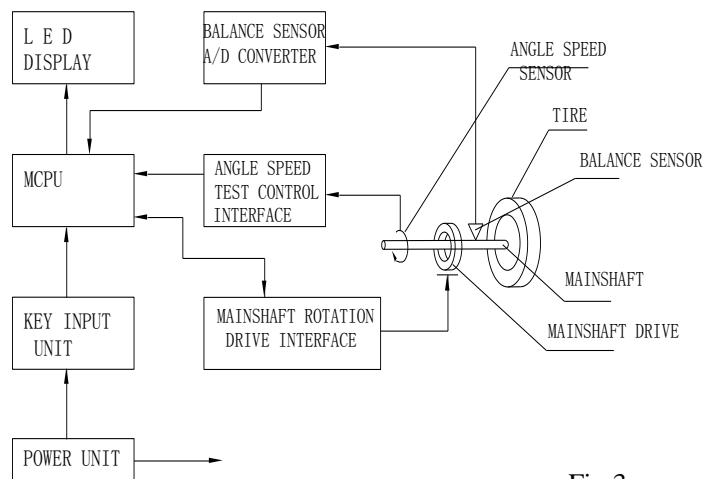 L E D
DISPLAY
BALANCE SENSOR
A/D CONVERTER
ANGLE SPEED
SENSOR
TIRE
BALANCE SENSOR
MCPU
ANGLE SPEED
TEST CONTROL
INTERFACE
MAINSHAFT
KEY INPUT
UNIT
MAINSHAFT ROTATION
DRIVE INTERFACE
MAINSHAFT DRIVE
POWER UNIT